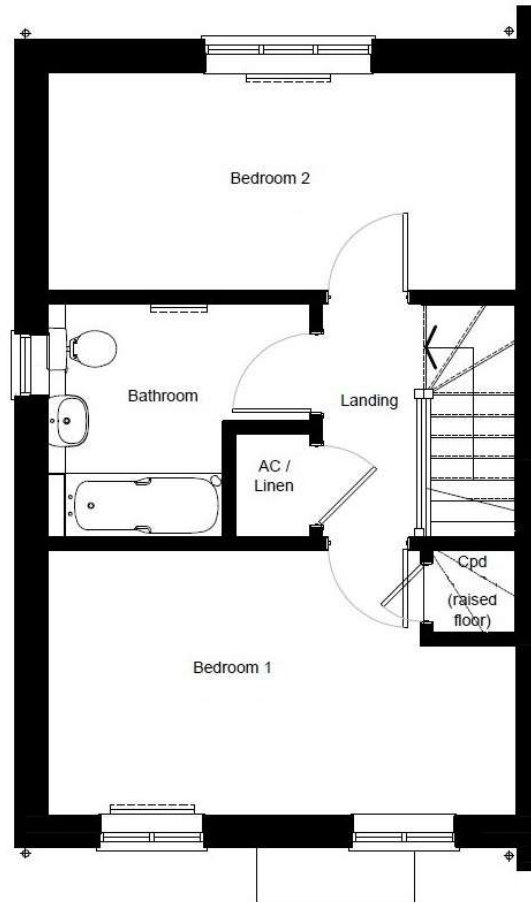 Bedroom 2
Bathroom
Landing
AC /
Linen
Cpd
(raised
floor)
Bedroom 1